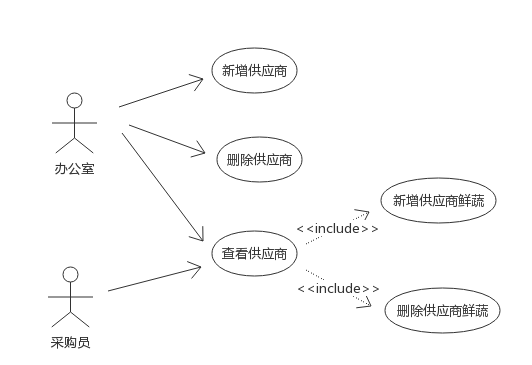 新增供应商
办公室
删除供应商
新增供应商鲜蔬
<<include>>
查看供应商
<<include>>
删除供应商鲜蔬
采购员